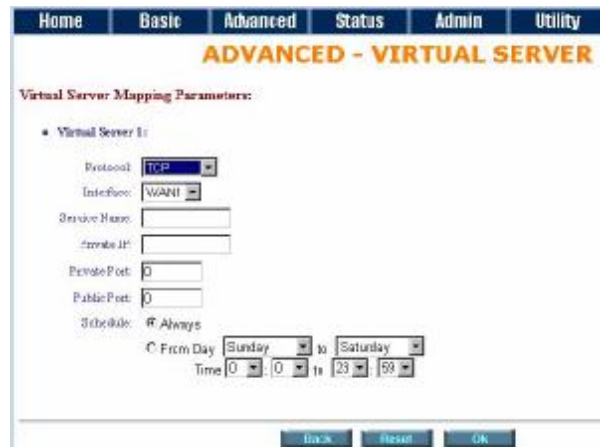 Home Basic Advanced Status Admin Utility
ADVANCED - VIRTUAL SERVER
Virtual Server Mapping Parameters:
Virtual Server 1:
Protocol: TCP
Interface: WAN1
Service Name:
Private IP:
Private Port: 0
Public Port: 0
Schedule: Always
From Day Sunday to Saturday
Time 0 : 0 to 23 : 59
Back Reset Ok